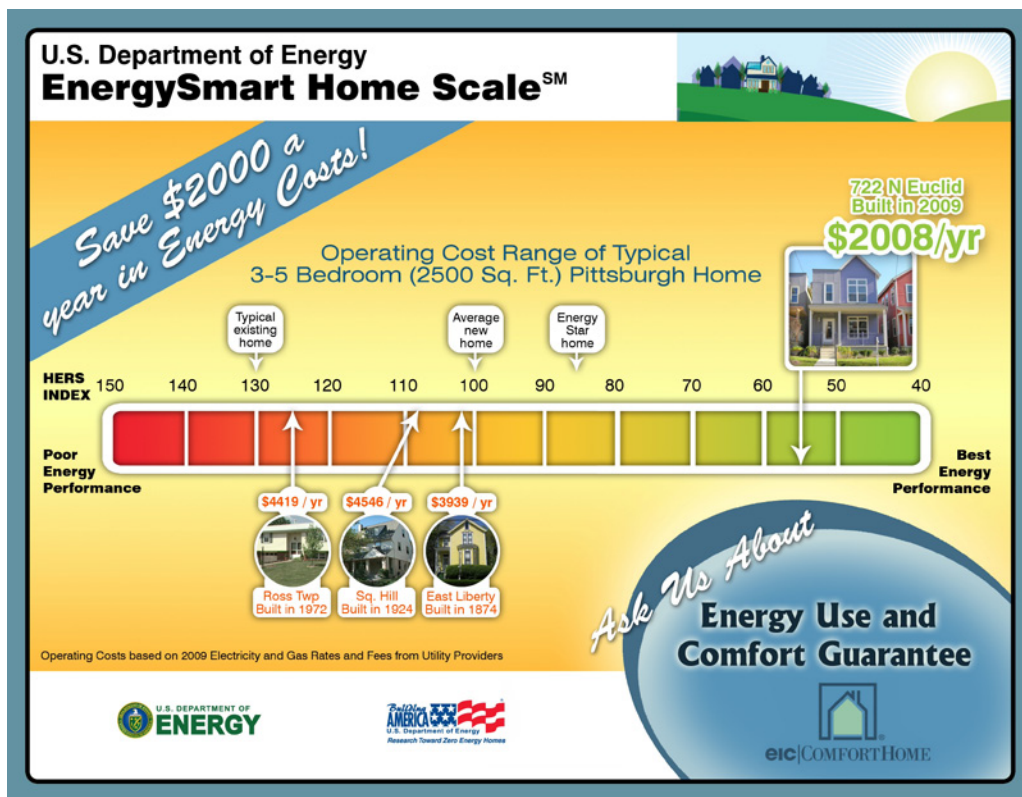 U.S. Department of Energy
EnergySmart Home Scale℠
Save $2000 a
year in Energy Costs!
722 N Euclid
Built in 2009
$2008/yr
Operating Cost Range of Typical
3-5 Bedroom (2500 Sq. Ft.) Pittsburgh Home
Typical
existing
home
Average
new
home
Energy
Star
home
HERS
INDEX
150 140 130 120 110 100 90 80 70 60 50 40
Poor
Energy
Performance
Best
Energy
Performance
$4419 / yr
$4546 / yr
$3939 / yr
Ross Twp
Built in 1972
Sq. Hill
Built in 1924
East Liberty
Built in 1874
Ask Us About
Energy Use and
Comfort Guarantee
Operating Costs based on 2009 Electricity and Gas Rates and Fees from Utility Providers
U.S. DEPARTMENT OF
ENERGY
Building
AMERICA
U.S. Department of Energy
Research Toward Zero Energy Homes
eic|COMFORTHOME®